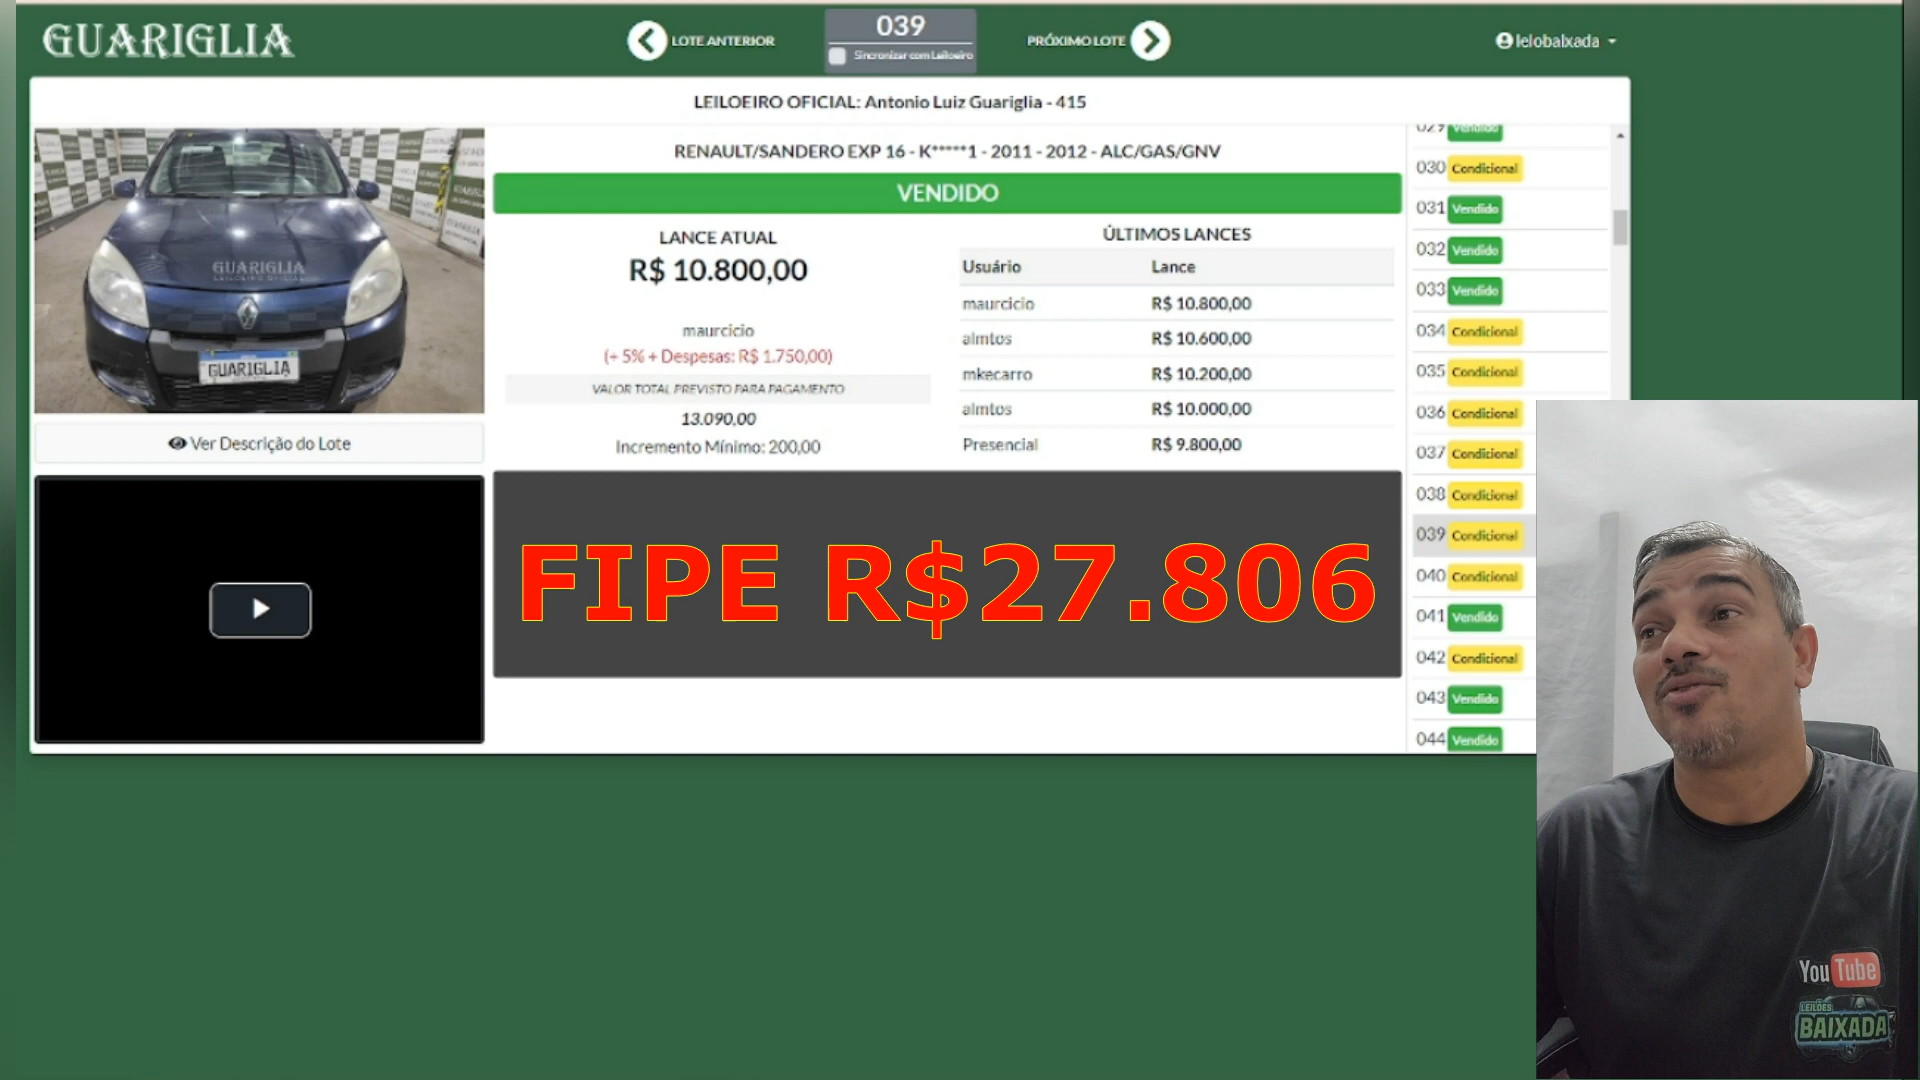 GUARIGLIA
LOTE ANTERIOR
039
Sincronizar com Leiloeiro
PRÓXIMO LOTE
lelobaixada
LEILOEIRO OFICIAL: Antonio Luiz Guariglia - 415
RENAULT/SANDERO EXP 16 - K*****1 - 2011 - 2012 - ALC/GAS/GNV
VENDIDO
LANCE ATUAL
R$ 10.800,00
maurcicio
(+ 5% + Despesas: R$ 1.750,00)
VALOR TOTAL PREVISTO PARA PAGAMENTO
13.090,00
Incremento Mínimo: 200,00
ÚLTIMOS LANCES
Usuário Lance
maurcicio R$ 10.800,00
almtos R$ 10.600,00
mkecarro R$ 10.200,00
almtos R$ 10.000,00
Presencial R$ 9.800,00
GUARIGLIA
LEILOEIRO OFICIAL
GUARIGLIA
Ver Descrição do Lote
FIPE R$27.806
029 Vendido
030 Condicional
031 Vendido
032 Vendido
033 Vendido
034 Condicional
035 Condicional
036 Condicional
037 Condicional
038 Condicional
039 Condicional
040 Condicional
041 Vendido
042 Condicional
043 Vendido
044 Vendido
YouTube
LEILÕES
BAIXADA